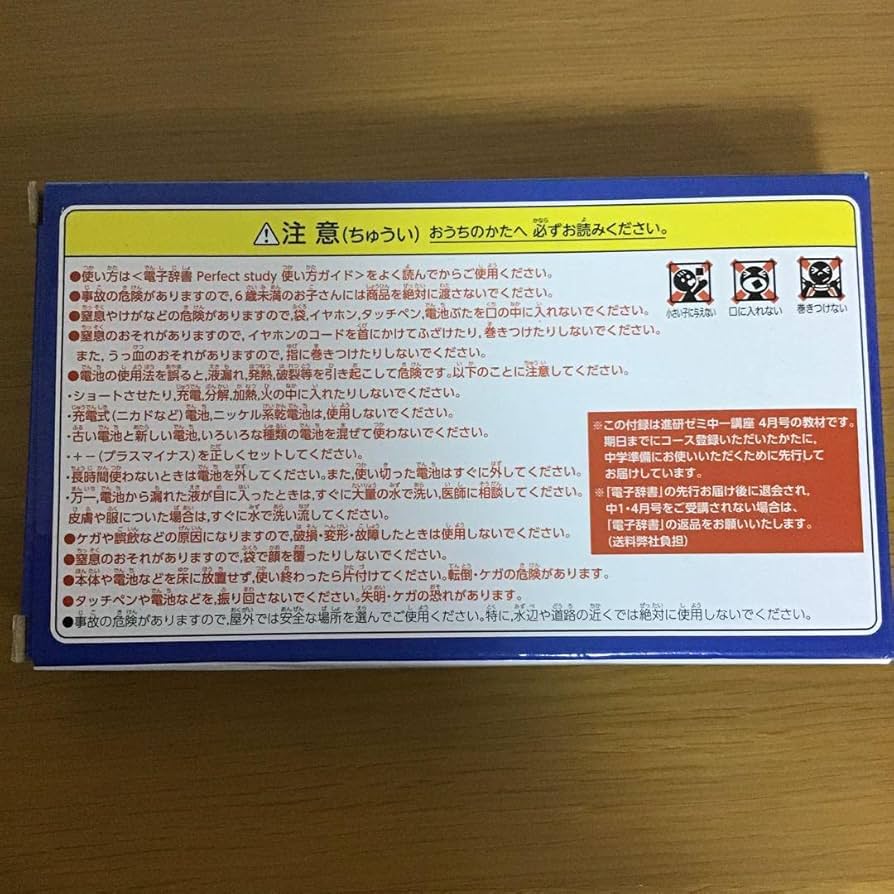 ⚠注意(ちゅうい) おうちのかたへ 必ずお読みください。
●使い方は<電子辞書 Perfect study 使い方ガイド>をよく読んでからご使用ください。
●事故の危険がありますので,6歳未満のお子さんには商品を絶対に渡さないでください。
●窒息やけがなどの危険がありますので,袋,イヤホン,タッチペン,電池ぶたを口の中に入れないでください。
●窒息のおそれがありますので,イヤホンのコードを首にかけてふざけたり,巻きつけたりしないでください。
また,うっ血のおそれがありますので,指に巻きつけたりしないでください。
●電池の使用法を誤ると,液漏れ,発熱,破裂等を引き起こして危険です。以下のことに注意してください。
・ショートさせたり,充電,分解,加熱,火の中に入れたりしないでください。
・充電式(ニカドなど)電池,ニッケル系乾電池は,使用しないでください。
・古い電池と新しい電池,いろいろな種類の電池を混ぜて使わないでください。
・+−(プラスマイナス)を正しくセットしてください。
・長時間使わないときは電池を外してください。また,使い切った電池はすぐに外してください。
・万一,電池から漏れた液が目に入ったときは,すぐに大量の水で洗い,医師に相談してください。
皮膚や服についた場合は,すぐに水で洗い流してください。
●ケガや誤飲などの原因になりますので,破損・変形・故障したときは使用しないでください。
●窒息のおそれがありますので,袋で顔を覆ったりしないでください。
●本体や電池などを床に放置せず,使い終わったら片付けてください。転倒・ケガの危険があります。
●タッチペンや電池などを,振り回さないでください。失明・ケガの恐れがあります。
●事故の危険がありますので,屋外では安全な場所を選んでご使用ください。特に,水辺や道路の近くでは絶対に使用しないでください。
小さい子に与えない
口に入れない
巻きつけない
※この付録は進研ゼミ中一講座 4月号の教材です。
期日までにコース登録いただいたかたに,
中学準備にお使いいただくために先行して
お届けしています。
※「電子辞書」の先行お届け後に退会され,
中1・4月号をご受講されない場合は,
「電子辞書」の返品をお願いいたします。
(送料弊社負担)